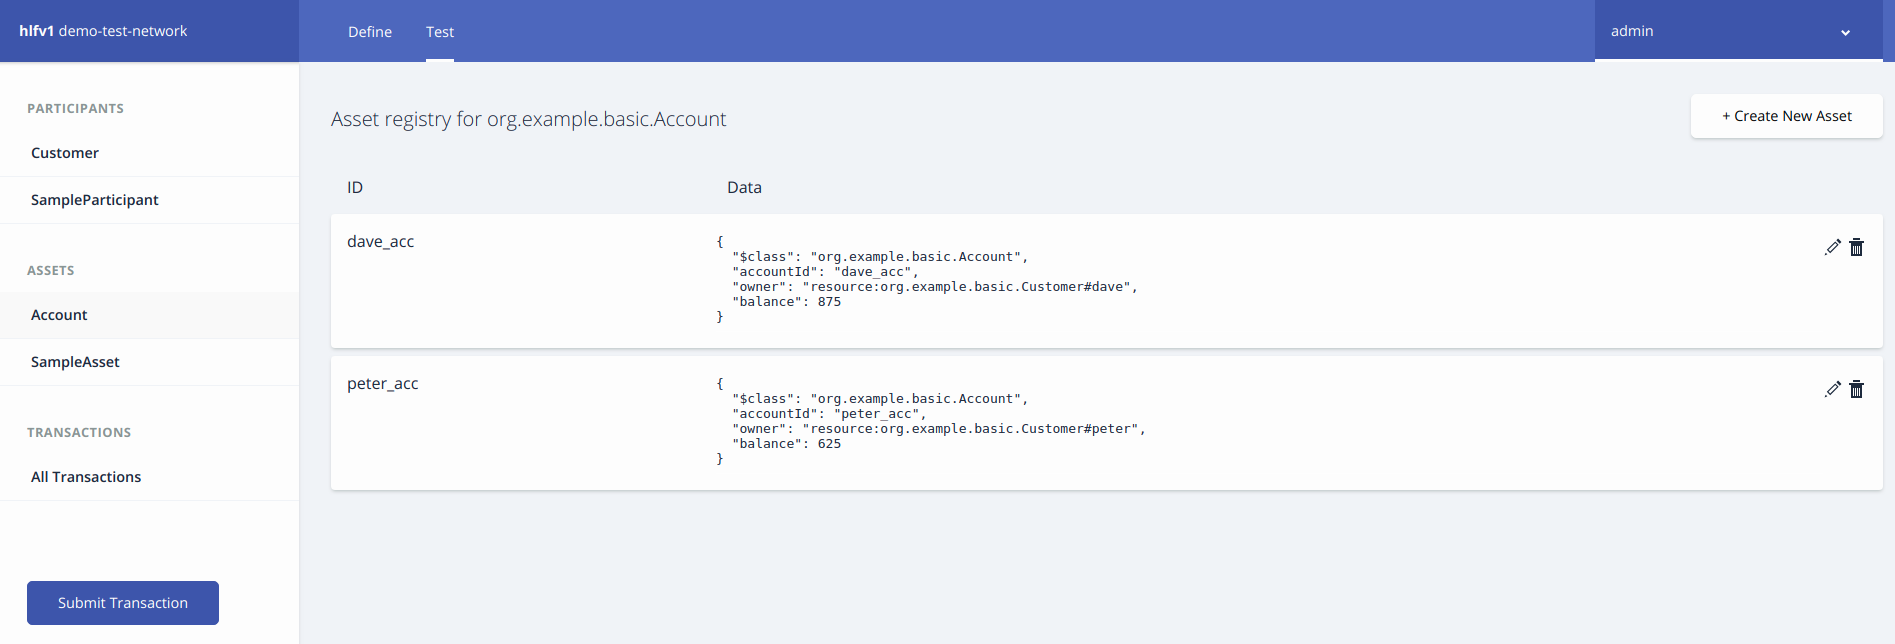 hlfv1 demo-test-network
Define
Test
admin
PARTICIPANTS
Customer
SampleParticipant
ASSETS
Account
SampleAsset
TRANSACTIONS
All Transactions
Submit Transaction
Asset registry for org.example.basic.Account
+ Create New Asset
ID
Data
dave_acc
{
  "$class": "org.example.basic.Account",
  "accountId": "dave_acc",
  "owner": "resource:org.example.basic.Customer#dave",
  "balance": 875
}
peter_acc
{
  "$class": "org.example.basic.Account",
  "accountId": "peter_acc",
  "owner": "resource:org.example.basic.Customer#peter",
  "balance": 625
}